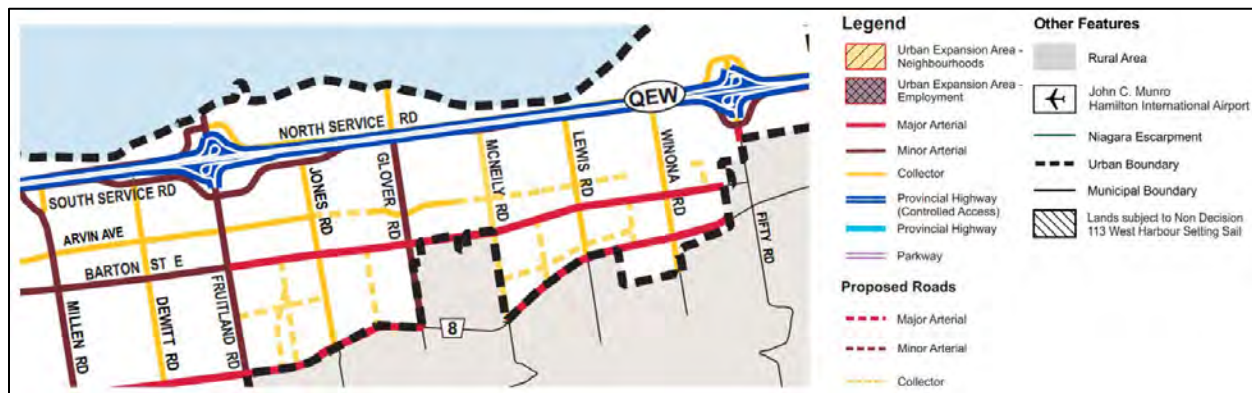 QEW
NORTH SERVICE RD
SOUTH SERVICE RD
ARVIN AVE
BARTON ST E
MILLEN RD
DEWITT RD
FRUITLAND RD
JONES RD
GLOVER RD
MCNEILY RD
LEWIS RD
WINONA RD
FIFTY RD
8
Legend
Urban Expansion Area -
Neighbourhoods
Urban Expansion Area -
Employment
Major Arterial
Minor Arterial
Collector
Provincial Highway
(Controlled Access)
Provincial Highway
Parkway
Proposed Roads
Major Arterial
Minor Arterial
Collector
Other Features
Rural Area
John C. Munro
Hamilton International Airport
Niagara Escarpment
Urban Boundary
Municipal Boundary
Lands subject to Non Decision
113 West Harbour Setting Sail